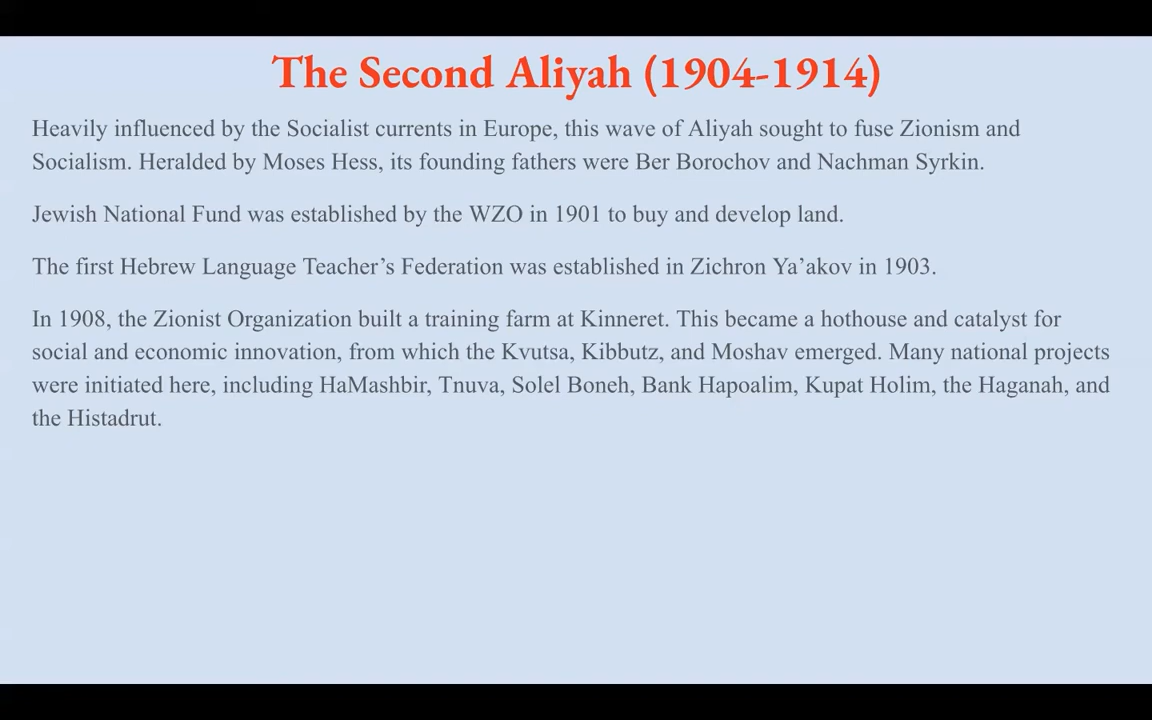 The Second Aliyah (1904-1914)
Heavily influenced by the Socialist currents in Europe, this wave of Aliyah sought to fuse Zionism and
Socialism. Heralded by Moses Hess, its founding fathers were Ber Borochov and Nachman Syrkin.
Jewish National Fund was established by the WZO in 1901 to buy and develop land.
The first Hebrew Language Teacher’s Federation was established in Zichron Ya’akov in 1903.
In 1908, the Zionist Organization built a training farm at Kinneret. This became a hothouse and catalyst for
social and economic innovation, from which the Kvutsa, Kibbutz, and Moshav emerged. Many national projects
were initiated here, including HaMashbir, Tnuva, Solel Boneh, Bank Hapoalim, Kupat Holim, the Haganah, and
the Histadrut.